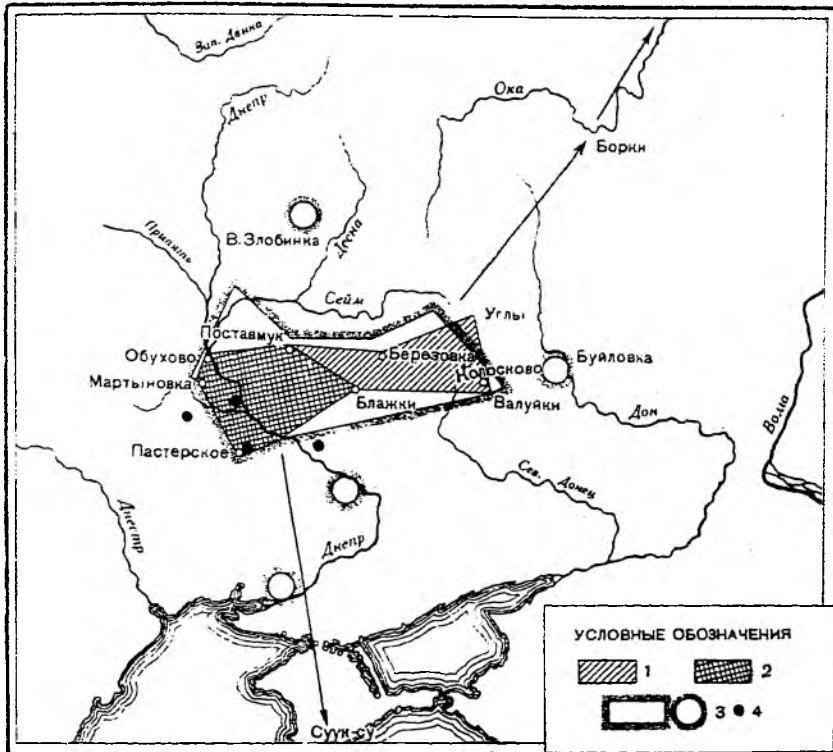 Зап. Двина
Днепр
Ока
Борки
В. Злобинка
Десна
Припять
Сейм
Углы
Поставмук
Обухово
Березовка
Буйловка
Мартыновка
Колосково
Блажки
Валуйки
Дон
Волга
Пастерское
Сев. Донец
Днестр
Днепр
УСЛОВНЫЕ ОБОЗНАЧЕНИЯ
1 2
3 4
Суук-су